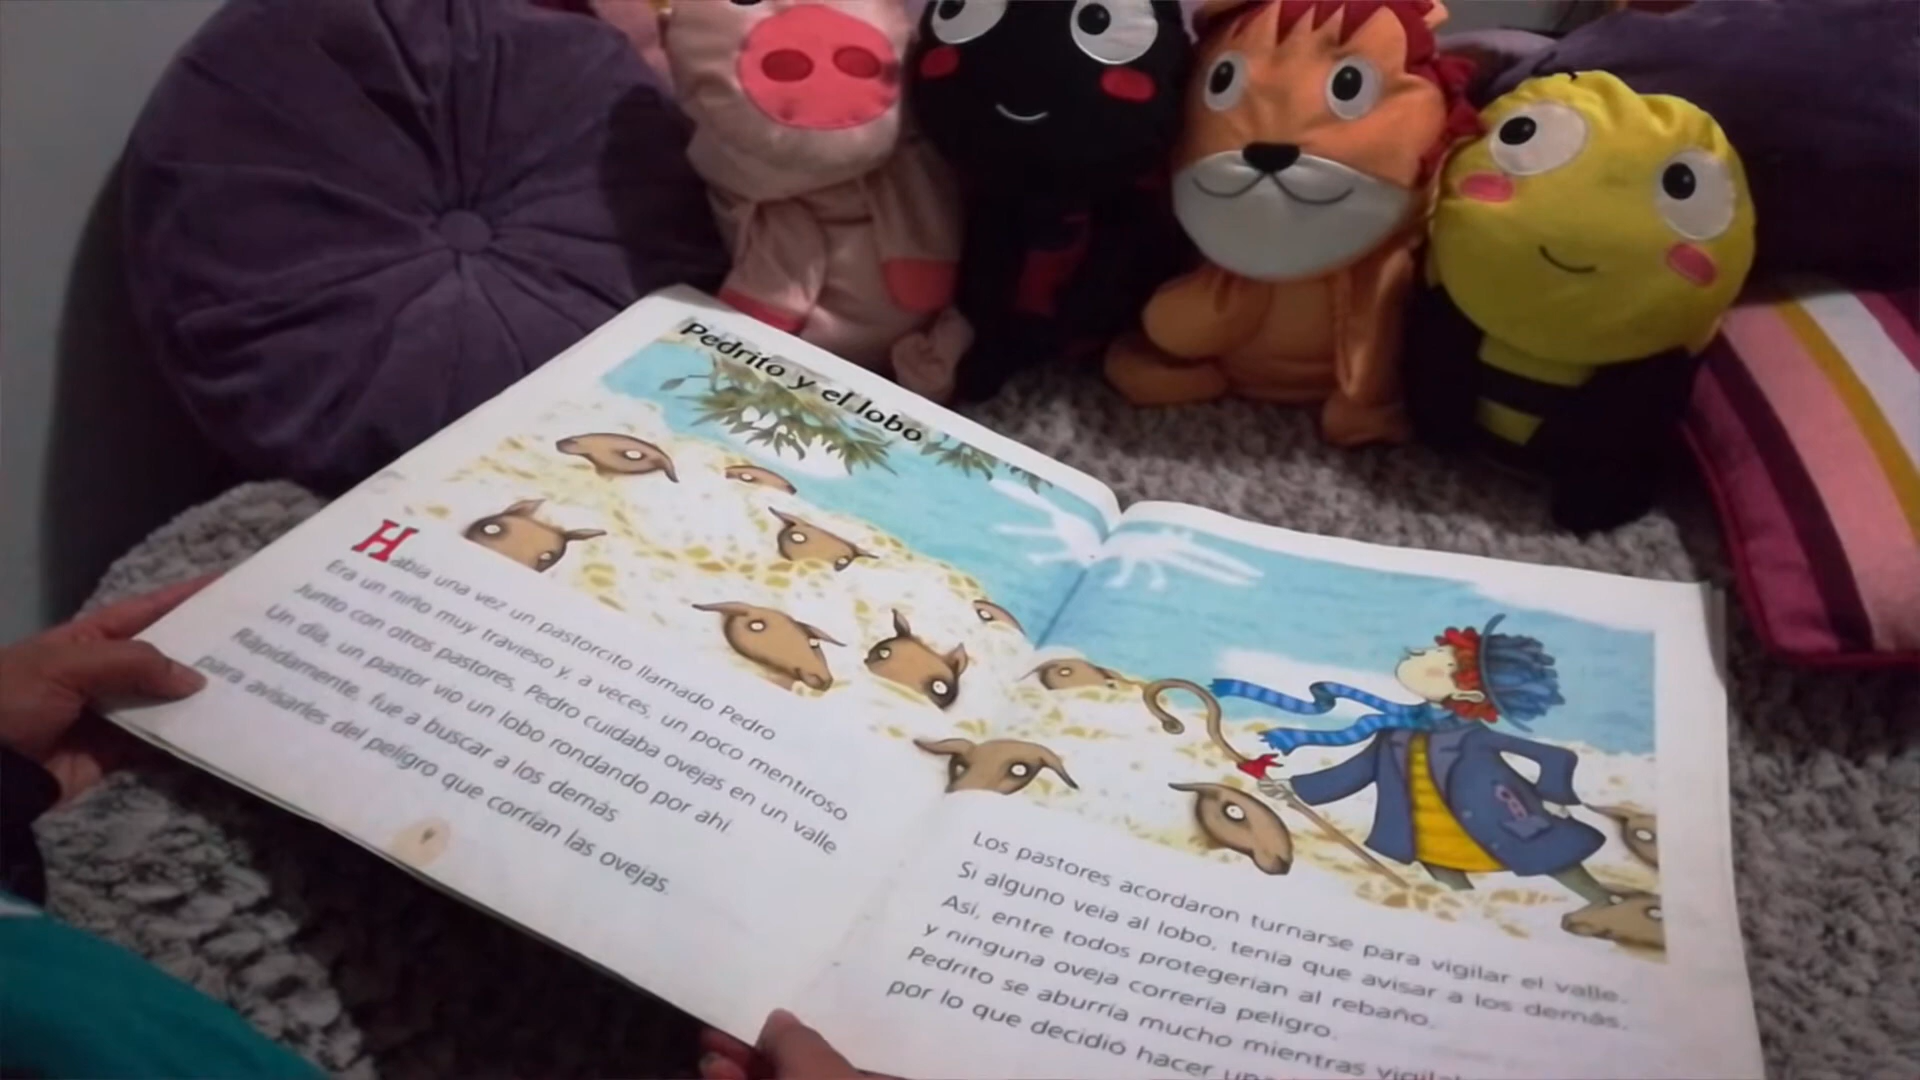 Pedrito y el lobo
Había una vez un pastorcito llamado Pedro
Era un niño muy travieso y, a veces, un poco mentiroso
Junto con otros pastores, Pedro cuidaba ovejas en un valle
Un día, un pastor vio un lobo rondando por ahí.
Rápidamente, fue a buscar a los demás
para avisarles del peligro que corrían las ovejas.
Los pastores acordaron turnarse para vigilar el valle.
Si alguno veía al lobo, tenía que avisar a los demás.
Así, entre todos protegerían al rebaño,
y ninguna oveja correría peligro.
Pedrito se aburría mucho mientras
por lo que decidió hacer